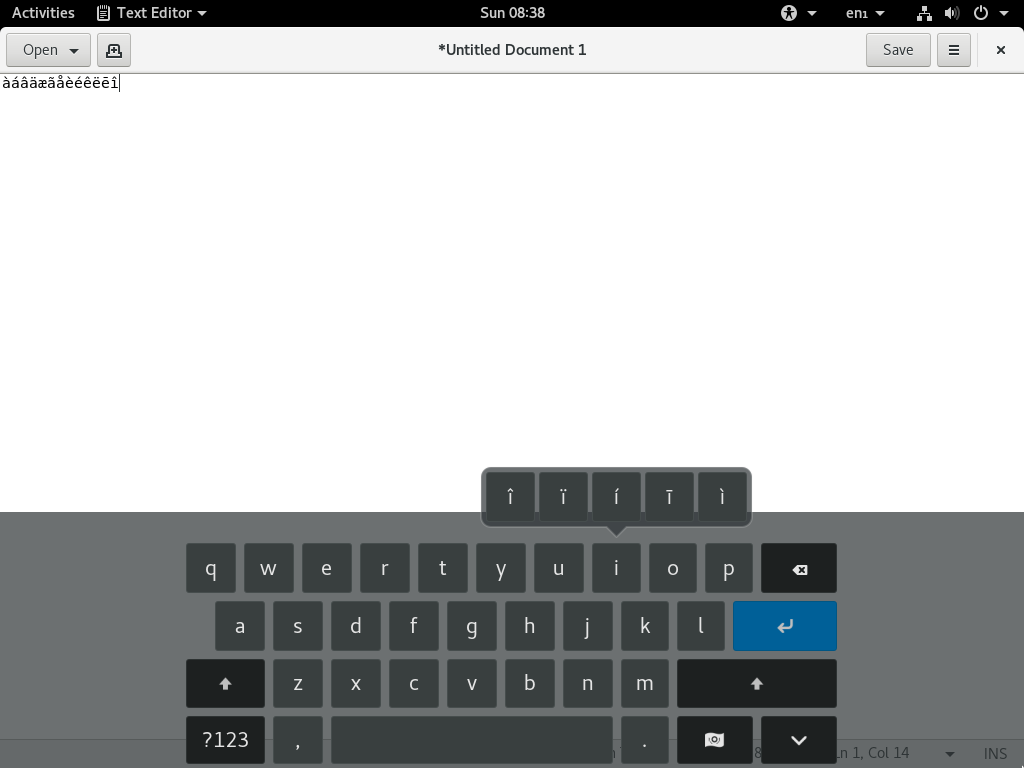 Activities Text Editor Sun 08:38 en₁
Open *Untitled Document 1 Save
àáâäæãåèéêëēî
î ï í ī ì
q w e r t y u i o p
a s d f g h j k l
z x c v b n m
?123 , .
Ln 1, Col 14 INS